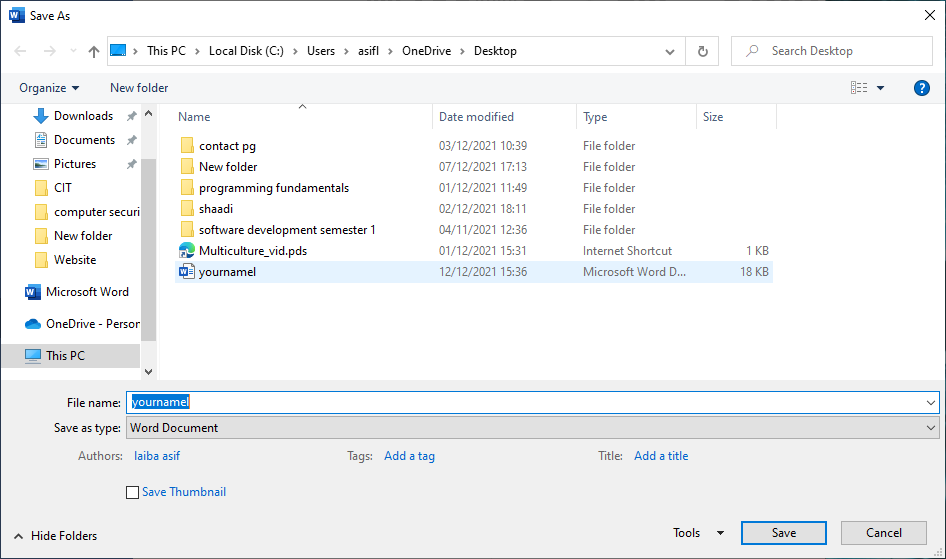 Save As
This PC > Local Disk (C:) > Users > asifl > OneDrive > Desktop
Search Desktop
Organize
New folder
Downloads
Documents
Pictures
CIT
computer securi
New folder
Website
Microsoft Word
OneDrive - Person
This PC
Name Date modified Type Size
contact pg 03/12/2021 10:39 File folder
New folder 07/12/2021 17:13 File folder
programming fundamentals 01/12/2021 11:49 File folder
shaadi 02/12/2021 18:11 File folder
software development semester 1 04/11/2021 12:36 File folder
Multiculture_vid.pds 01/12/2021 15:31 Internet Shortcut 1 KB
yournamel 12/12/2021 15:36 Microsoft Word D... 18 KB
File name: yournamel
Save as type: Word Document
Authors: laiba asif Tags: Add a tag Title: Add a title
Save Thumbnail
Hide Folders
Tools
Save
Cancel